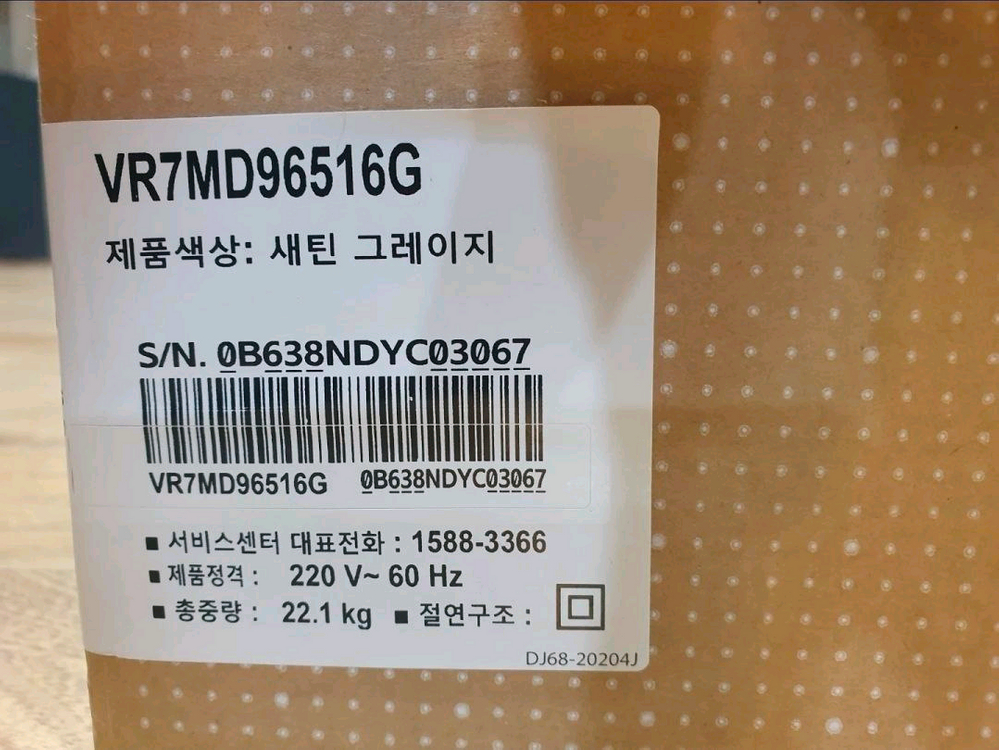 VR7MD96516G
제품색상: 새틴 그레이지
S/N. 0B638NDYC03067
VR7MD96516G 0B638NDYC03067
■ 서비스센터 대표전화 : 1588-3366
■ 제품정격 : 220 V~ 60 Hz
■ 총중량 : 22.1 kg ■ 절연구조 :
DJ68-20204J